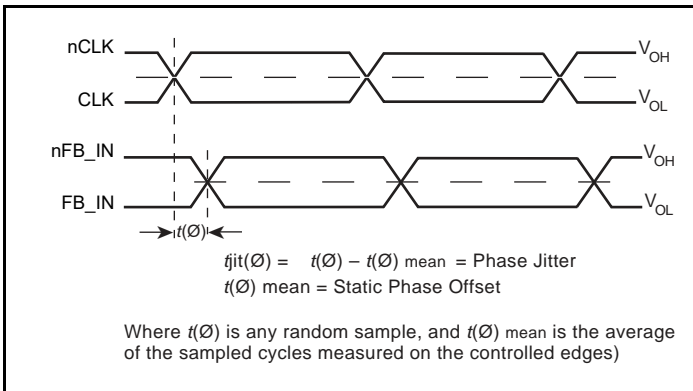 nCLK
V_OH
CLK
V_OL
nFB_IN
V_OH
FB_IN
V_OL
t(Ø)
tjit(Ø) = t(Ø) – t(Ø) mean = Phase Jitter
t(Ø) mean = Static Phase Offset
Where t(Ø) is any random sample, and t(Ø) mean is the average
of the sampled cycles measured on the controlled edges)